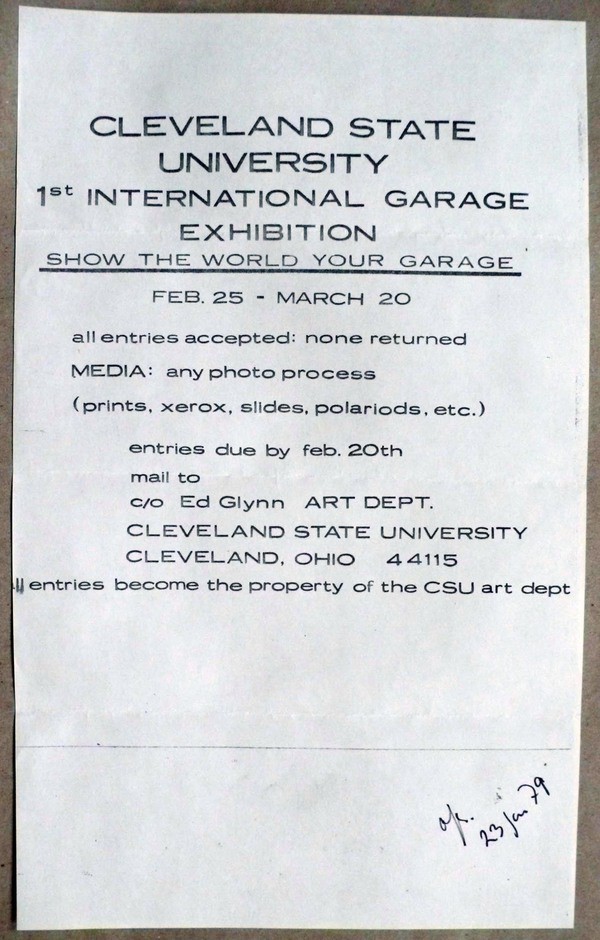 CLEVELAND STATE
UNIVERSITY
1st INTERNATIONAL GARAGE
EXHIBITION
SHOW THE WORLD YOUR GARAGE
FEB. 25 - MARCH 20
all entries accepted: none returned
MEDIA: any photo process
(prints, xerox, slides, polariods, etc.)
entries due by feb. 20th
mail to
c/o Ed Glynn ART DEPT.
CLEVELAND STATE UNIVERSITY
CLEVELAND, OHIO 44115
ll entries become the property of the CSU art dept
23 Jan 79